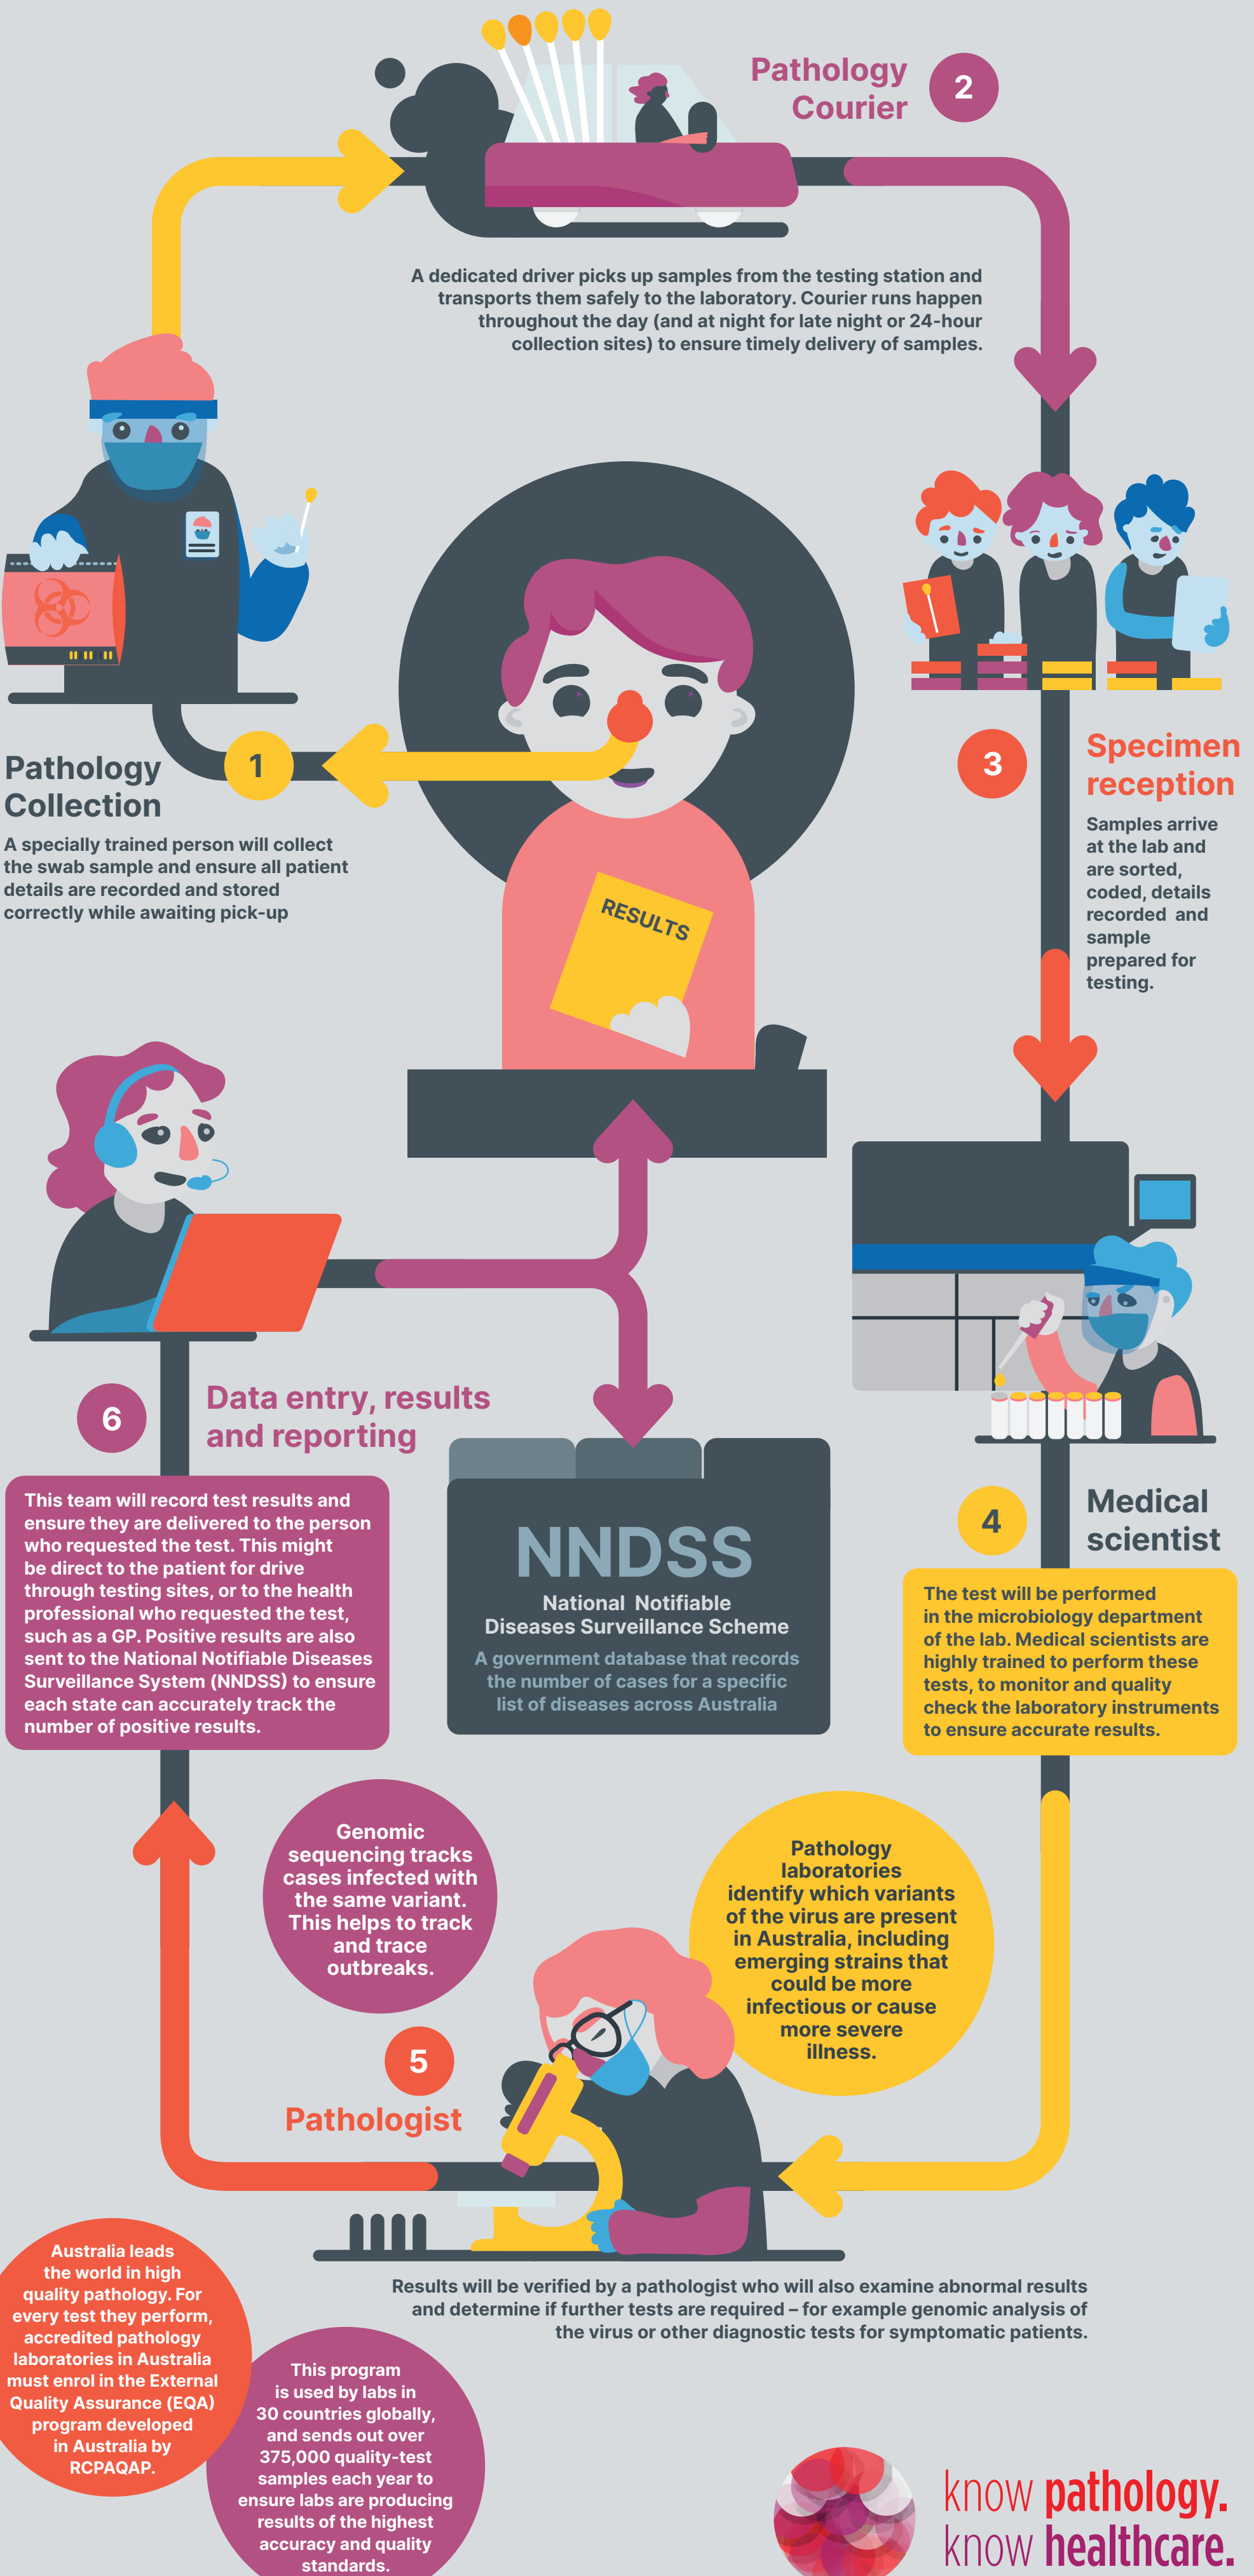 Pathology
Courier
2
A dedicated driver picks up samples from the testing station and
transports them safely to the laboratory. Courier runs happen
throughout the day (and at night for late night or 24-hour
collection sites) to ensure timely delivery of samples.
1
Pathology
Collection
A specially trained person will collect
the swab sample and ensure all patient
details are recorded and stored
correctly while awaiting pick-up
RESULTS
3
Specimen
reception
Samples arrive
at the lab and
are sorted,
coded, details
recorded and
sample
prepared for
testing.
6
Data entry, results
and reporting
This team will record test results and
ensure they are delivered to the person
who requested the test. This might
be direct to the patient for drive
through testing sites, or to the health
professional who requested the test,
such as a GP. Positive results are also
sent to the National Notifiable Diseases
Surveillance System (NNDSS) to ensure
each state can accurately track the
number of positive results.
NNDSS
National Notifiable
Diseases Surveillance Scheme
A government database that records
the number of cases for a specific
list of diseases across Australia
4
Medical
scientist
The test will be performed
in the microbiology department
of the lab. Medical scientists are
highly trained to perform these
tests, to monitor and quality
check the laboratory instruments
to ensure accurate results.
Genomic
sequencing tracks
cases infected with
the same variant.
This helps to track
and trace
outbreaks.
Pathology
laboratories
identify which variants
of the virus are present
in Australia, including
emerging strains that
could be more
infectious or cause
more severe
illness.
5
Pathologist
Results will be verified by a pathologist who will also examine abnormal results
and determine if further tests are required – for example genomic analysis of
the virus or other diagnostic tests for symptomatic patients.
Australia leads
the world in high
quality pathology. For
every test they perform,
accredited pathology
laboratories in Australia
must enrol in the External
Quality Assurance (EQA)
program developed
in Australia by
RCPAQAP.
This program
is used by labs in
30 countries globally,
and sends out over
375,000 quality-test
samples each year to
ensure labs are producing
results of the highest
accuracy and quality
standards.
know pathology.
know healthcare.